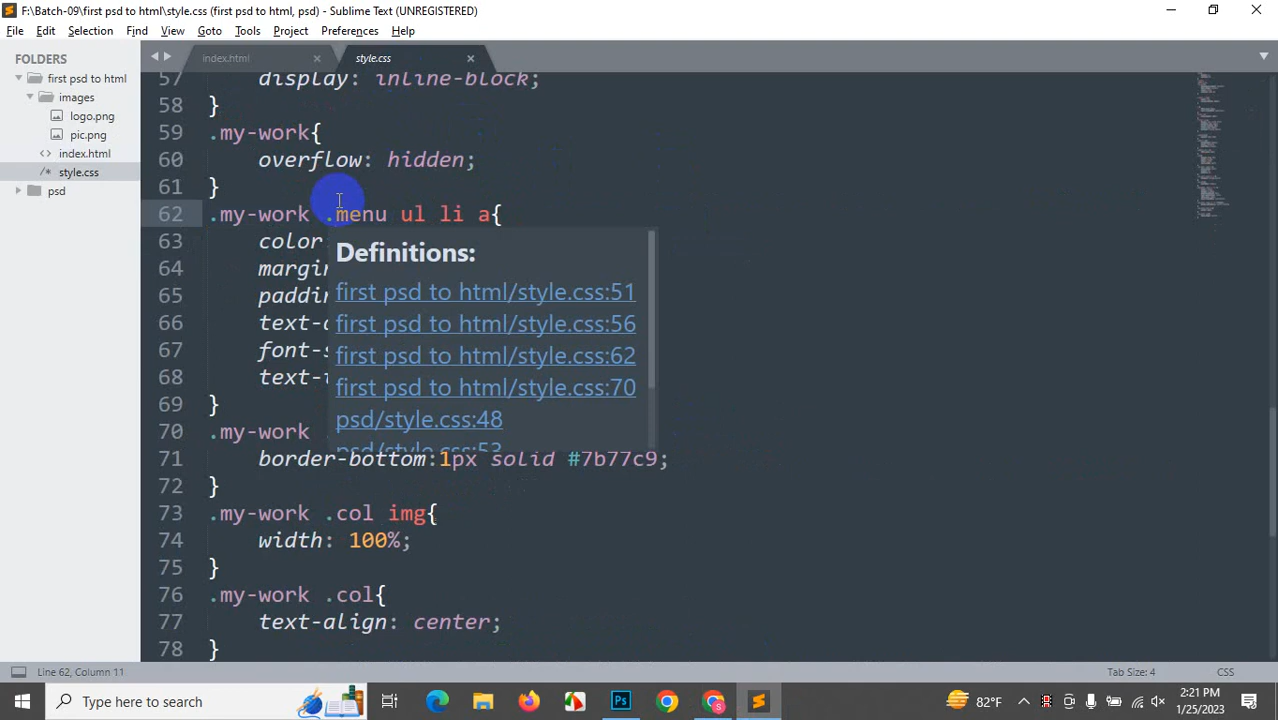 F:\Batch-09\first psd to html\style.css (first psd to html, psd) - Sublime Text (UNREGISTERED)
File Edit Selection Find View Goto Tools Project Preferences Help
FOLDERS
first psd to html
images
logo.png
pic.png
index.html
style.css
psd
index.html style.css
57 display: inline-block;
58 }
59 .my-work{
60 overflow: hidden;
61 }
62 .my-work .menu ul li a{
63 color
64 margin
65 paddin
66 text-
67 font-s
68 text-
69 }
70 .my-work
71 border-bottom:1px solid #7b77c9;
72 }
73 .my-work .col img{
74 width: 100%;
75 }
76 .my-work .col{
77 text-align: center;
78 }
Definitions:
first psd to html/style.css:51
first psd to html/style.css:56
first psd to html/style.css:62
first psd to html/style.css:70
psd/style.css:48
psd/style.css:53
Line 62, Column 11
Tab Size: 4 CSS
Type here to search
Ps
S
82°F
2:21 PM
1/25/2023